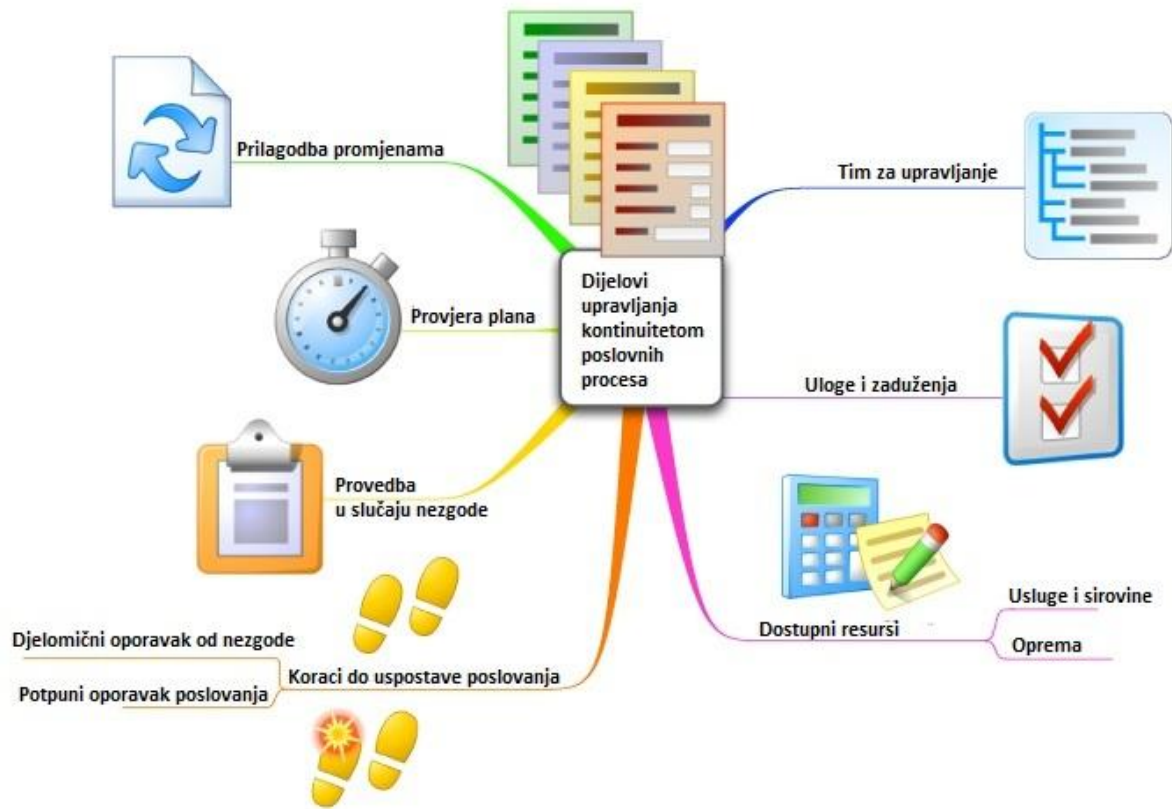 Dijelovi
upravljanja
kontinuitetom
poslovnih
procesa
Tim za upravljanje
Uloge i zaduženja
Dostupni resursi
Usluge i sirovine
Oprema
Koraci do uspostave poslovanja
Djelomični oporavak od nezgode
Potpuni oporavak poslovanja
Provedba
u slučaju nezgode
Provjera plana
Prilagodba promjenama